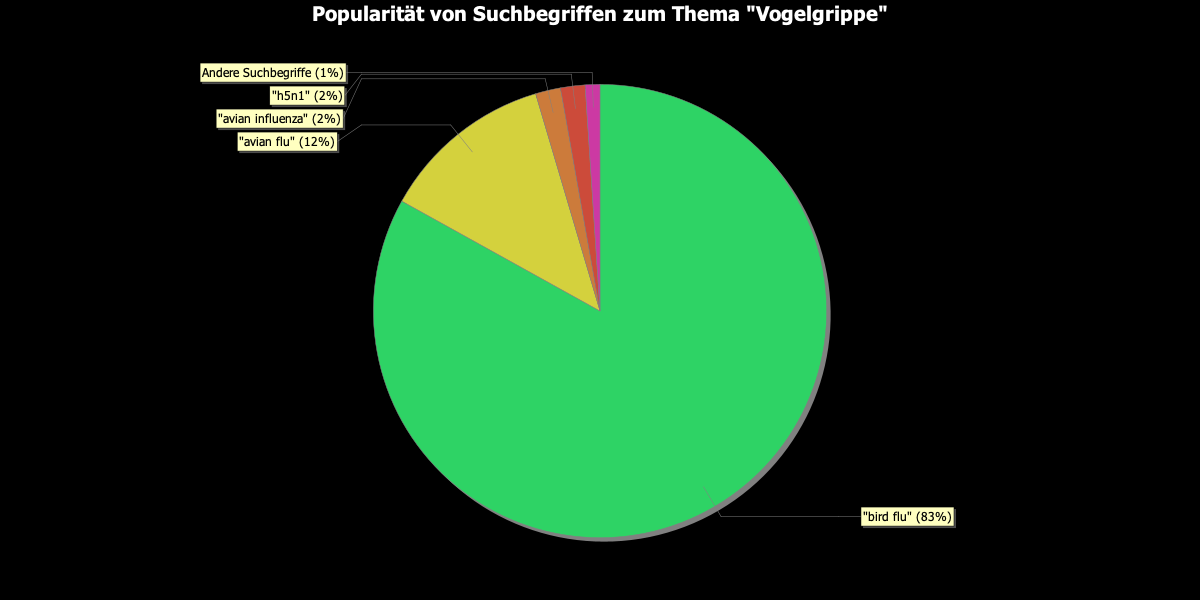 Popularität von Suchbegriffen zum Thema "Vogelgrippe"
Andere Suchbegriffe (1%)
"h5n1" (2%)
"avian influenza" (2%)
"avian flu" (12%)
"bird flu" (83%)